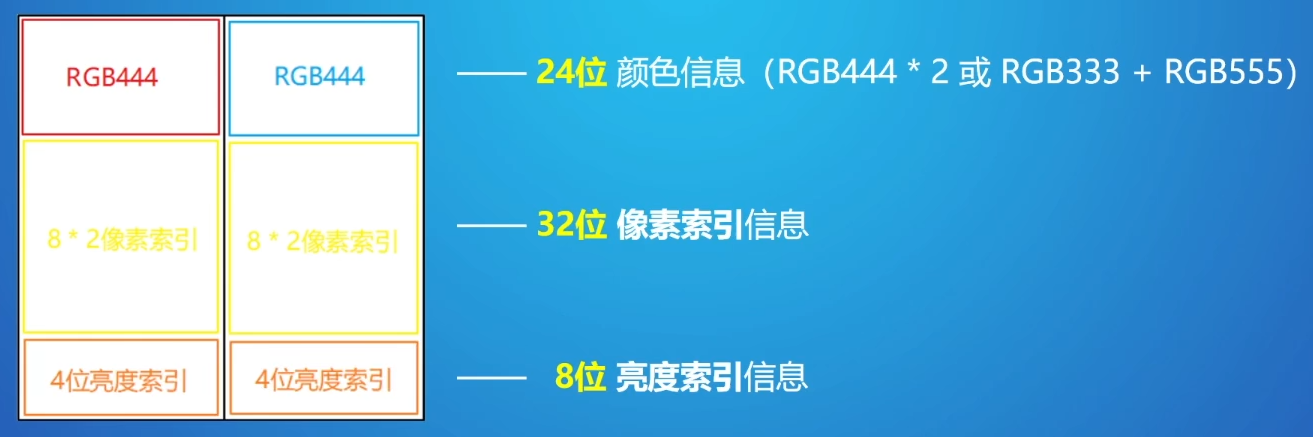 RGB444
RGB444
24位 颜色信息（RGB444 * 2 或 RGB333 + RGB555）
8 * 2像素索引
8 * 2像素索引
32位 像素索引信息
4位亮度索引
4位亮度索引
8位 亮度索引信息